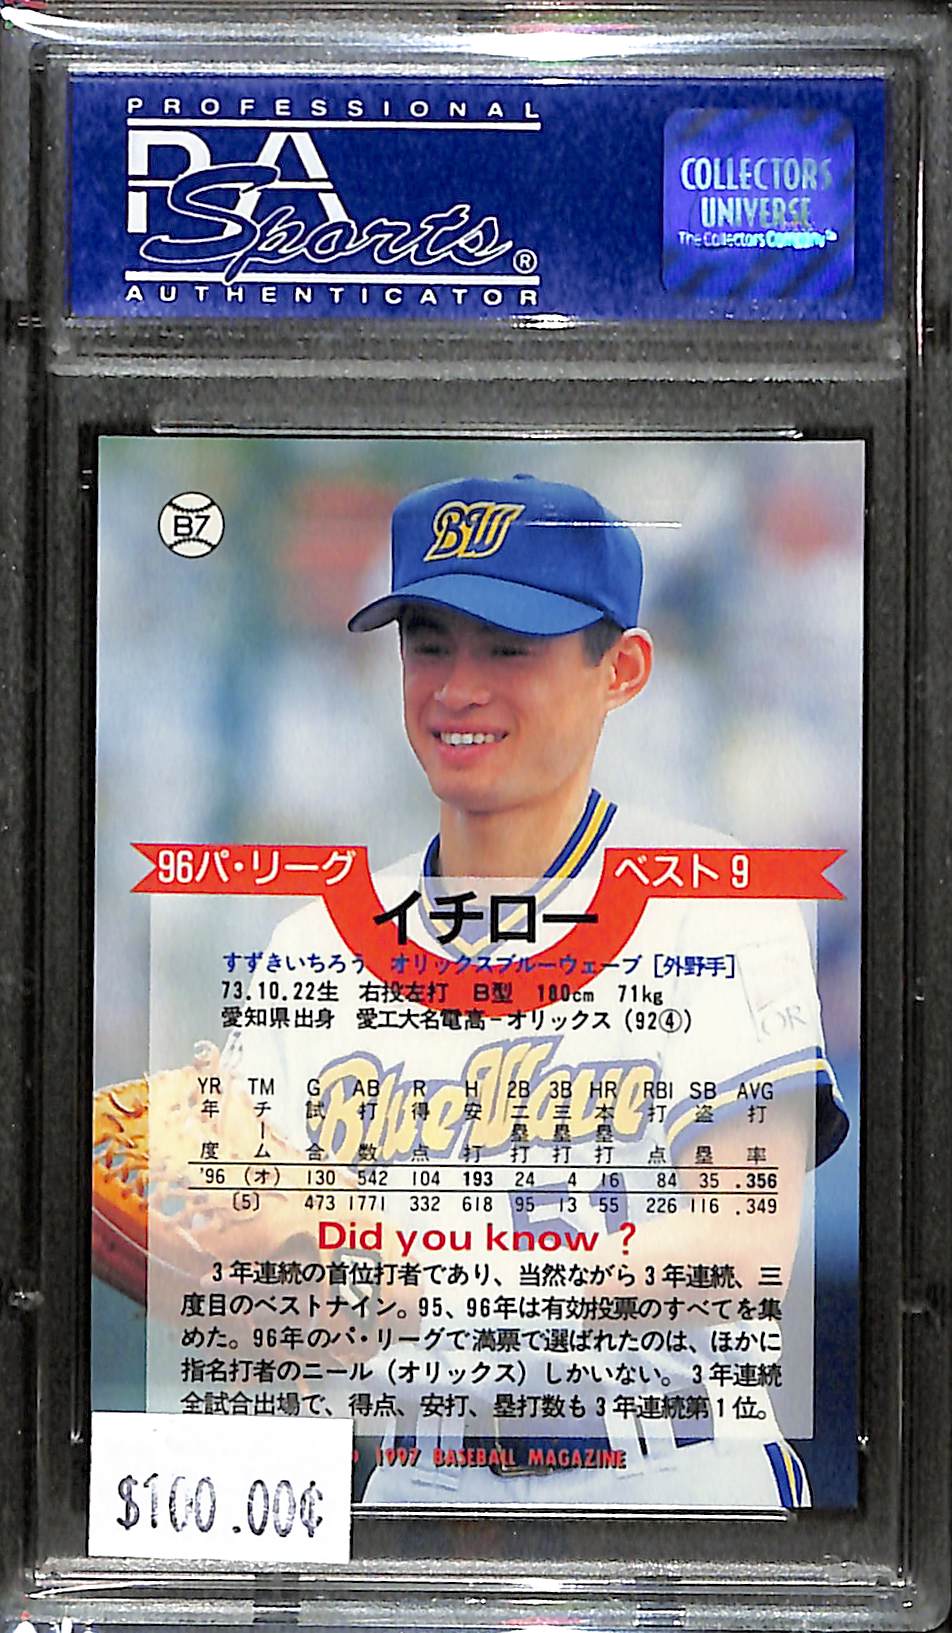 PROFESSIONAL
PSA
Sports®
AUTHENTICATOR
COLLECTORS
UNIVERSE
The Collectors Company™
B7
BW
96パ・リーグ ベスト9
イチロー
すずきいちろう オリックスブルーウェーブ [外野手]
73.10.22生 右投左打 B型 180cm 71kg
愛知県出身 愛工大名電高-オリックス (92④)
Blue Wave
YR TM G AB R H 2B 3B HR RBI SB AVG
年度 チーム 試合 打数 得点 安打 二塁打 三塁打 本塁打 打点 盗塁 打率
'96 (オ) 130 542 104 193 24 4 16 84 35 .356
〔5〕 473 1771 332 618 95 13 55 226 116 .349
51
Did you know ?
3年連続の首位打者であり、当然ながら3年連続、三
度目のベストナイン。95、96年は有効投票のすべてを集
めた。96年のパ・リーグで満票で選ばれたのは、ほかに
指名打者のニール (オリックス) しかいない。3年連続
全試合出場で、得点、安打、塁打数も3年連続第1位。
1997 BASEBALL MAGAZINE
$100.00¢